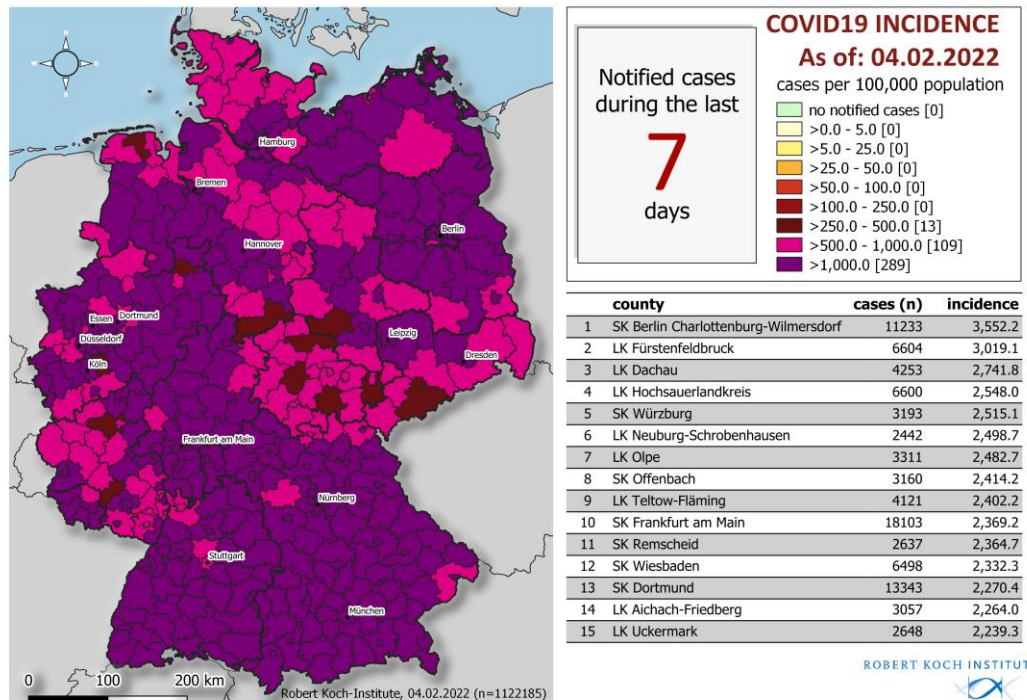 N
W
E
S
Hamburg
Bremen
Berlin
Hannover
Essen
Dortmund
Düsseldorf
Leipzig
Köln
Dresden
Frankfurt am Main
Nürnberg
Stuttgart
München
0 100 200 km
Robert Koch-Institute, 04.02.2022 (n=1122185)
Notified cases
during the last
7
days
COVID19 INCIDENCE
As of: 04.02.2022
cases per 100,000 population
no notified cases [0]
>0.0 - 5.0 [0]
>5.0 - 25.0 [0]
>25.0 - 50.0 [0]
>50.0 - 100.0 [0]
>100.0 - 250.0 [0]
>250.0 - 500.0 [13]
>500.0 - 1,000.0 [109]
>1,000.0 [289]
county cases (n) incidence
1 SK Berlin Charlottenburg-Wilmersdorf 11233 3,552.2
2 LK Fürstenfeldbruck 6604 3,019.1
3 LK Dachau 4253 2,741.8
4 LK Hochsauerlandkreis 6600 2,548.0
5 SK Würzburg 3193 2,515.1
6 LK Neuburg-Schrobenhausen 2442 2,498.7
7 LK Olpe 3311 2,482.7
8 SK Offenbach 3160 2,414.2
9 LK Teltow-Fläming 4121 2,402.2
10 SK Frankfurt am Main 18103 2,369.2
11 SK Remscheid 2637 2,364.7
12 SK Wiesbaden 6498 2,332.3
13 SK Dortmund 13343 2,270.4
14 LK Aichach-Friedberg 3057 2,264.0
15 LK Uckermark 2648 2,239.3
ROBERT KOCH INSTITUT